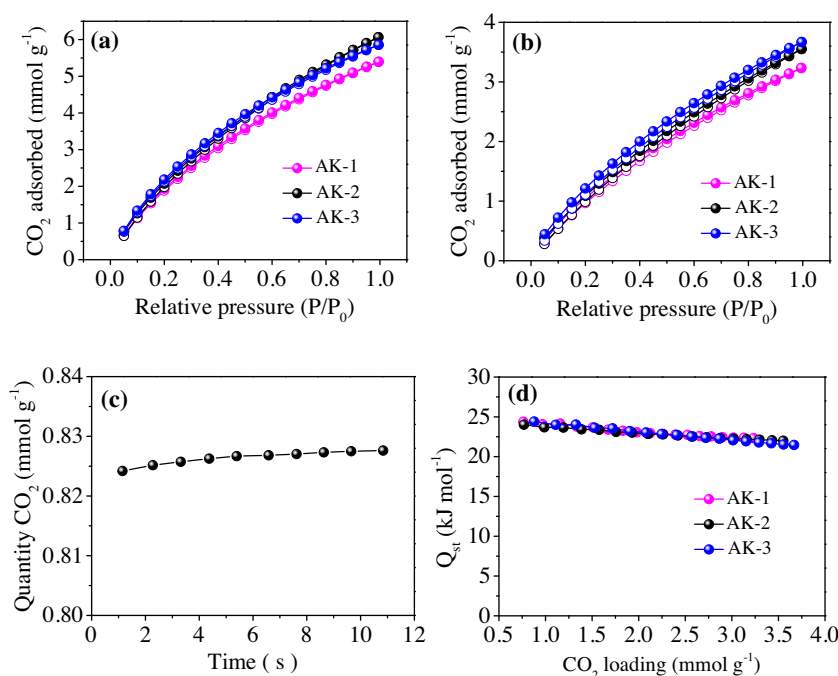 (a)
CO₂ adsorbed (mmol g⁻¹)
6
5
4
3
2
1
0
AK-1
AK-2
AK-3
0.0 0.2 0.4 0.6 0.8 1.0
Relative pressure (P/P₀)
(b)
CO₂ adsorbed (mmol g⁻¹)
4
3
2
1
0
AK-1
AK-2
AK-3
0.0 0.2 0.4 0.6 0.8 1.0
Relative pressure (P/P₀)
(c)
Quantity CO₂ (mmol g⁻¹)
0.84
0.83
0.82
0.81
0.80
0 2 4 6 8 10 12
Time ( s )
(d)
Qst (kJ mol⁻¹)
30
25
20
15
10
5
0
AK-1
AK-2
AK-3
0.5 1.0 1.5 2.0 2.5 3.0 3.5 4.0
CO₂ loading (mmol g⁻¹)